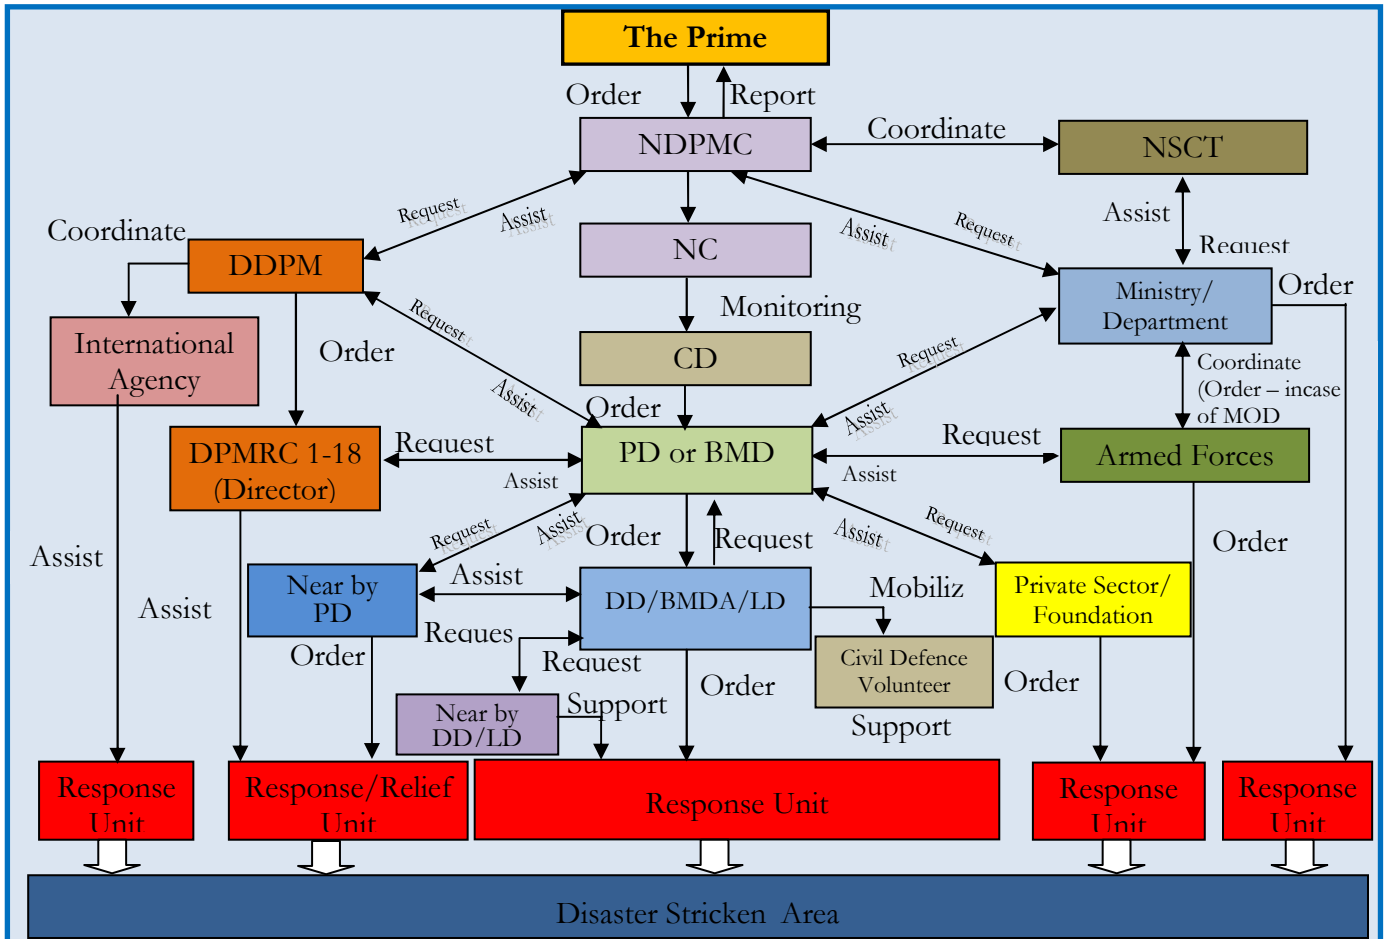 The Prime
Order
Report
NDPMC
Coordinate
NSCT
Request
Assist
Assist
Request
Assist
Request
Coordinate
DDPM
NC
Ministry/
Department
Order
International
Agency
Order
Monitoring
CD
Request
Assist
Request
Assist
Coordinate
(Order – incase
of MOD
Order
DPMRC 1-18
(Director)
Request
Assist
PD or BMD
Request
Assist
Armed Forces
Request
Assist
Order
Request
Assist
Request
Order
Assist
Assist
Near by
PD
Assist
Reques
DD/BMDA/LD
Mobiliz
Private Sector/
Foundation
Order
Request
Civil Defence
Volunteer
Order
Order
Near by
DD/LD
Support
Support
Response
Unit
Response/Relief
Unit
Response Unit
Response
Unit
Response
Unit
Disaster Stricken Area